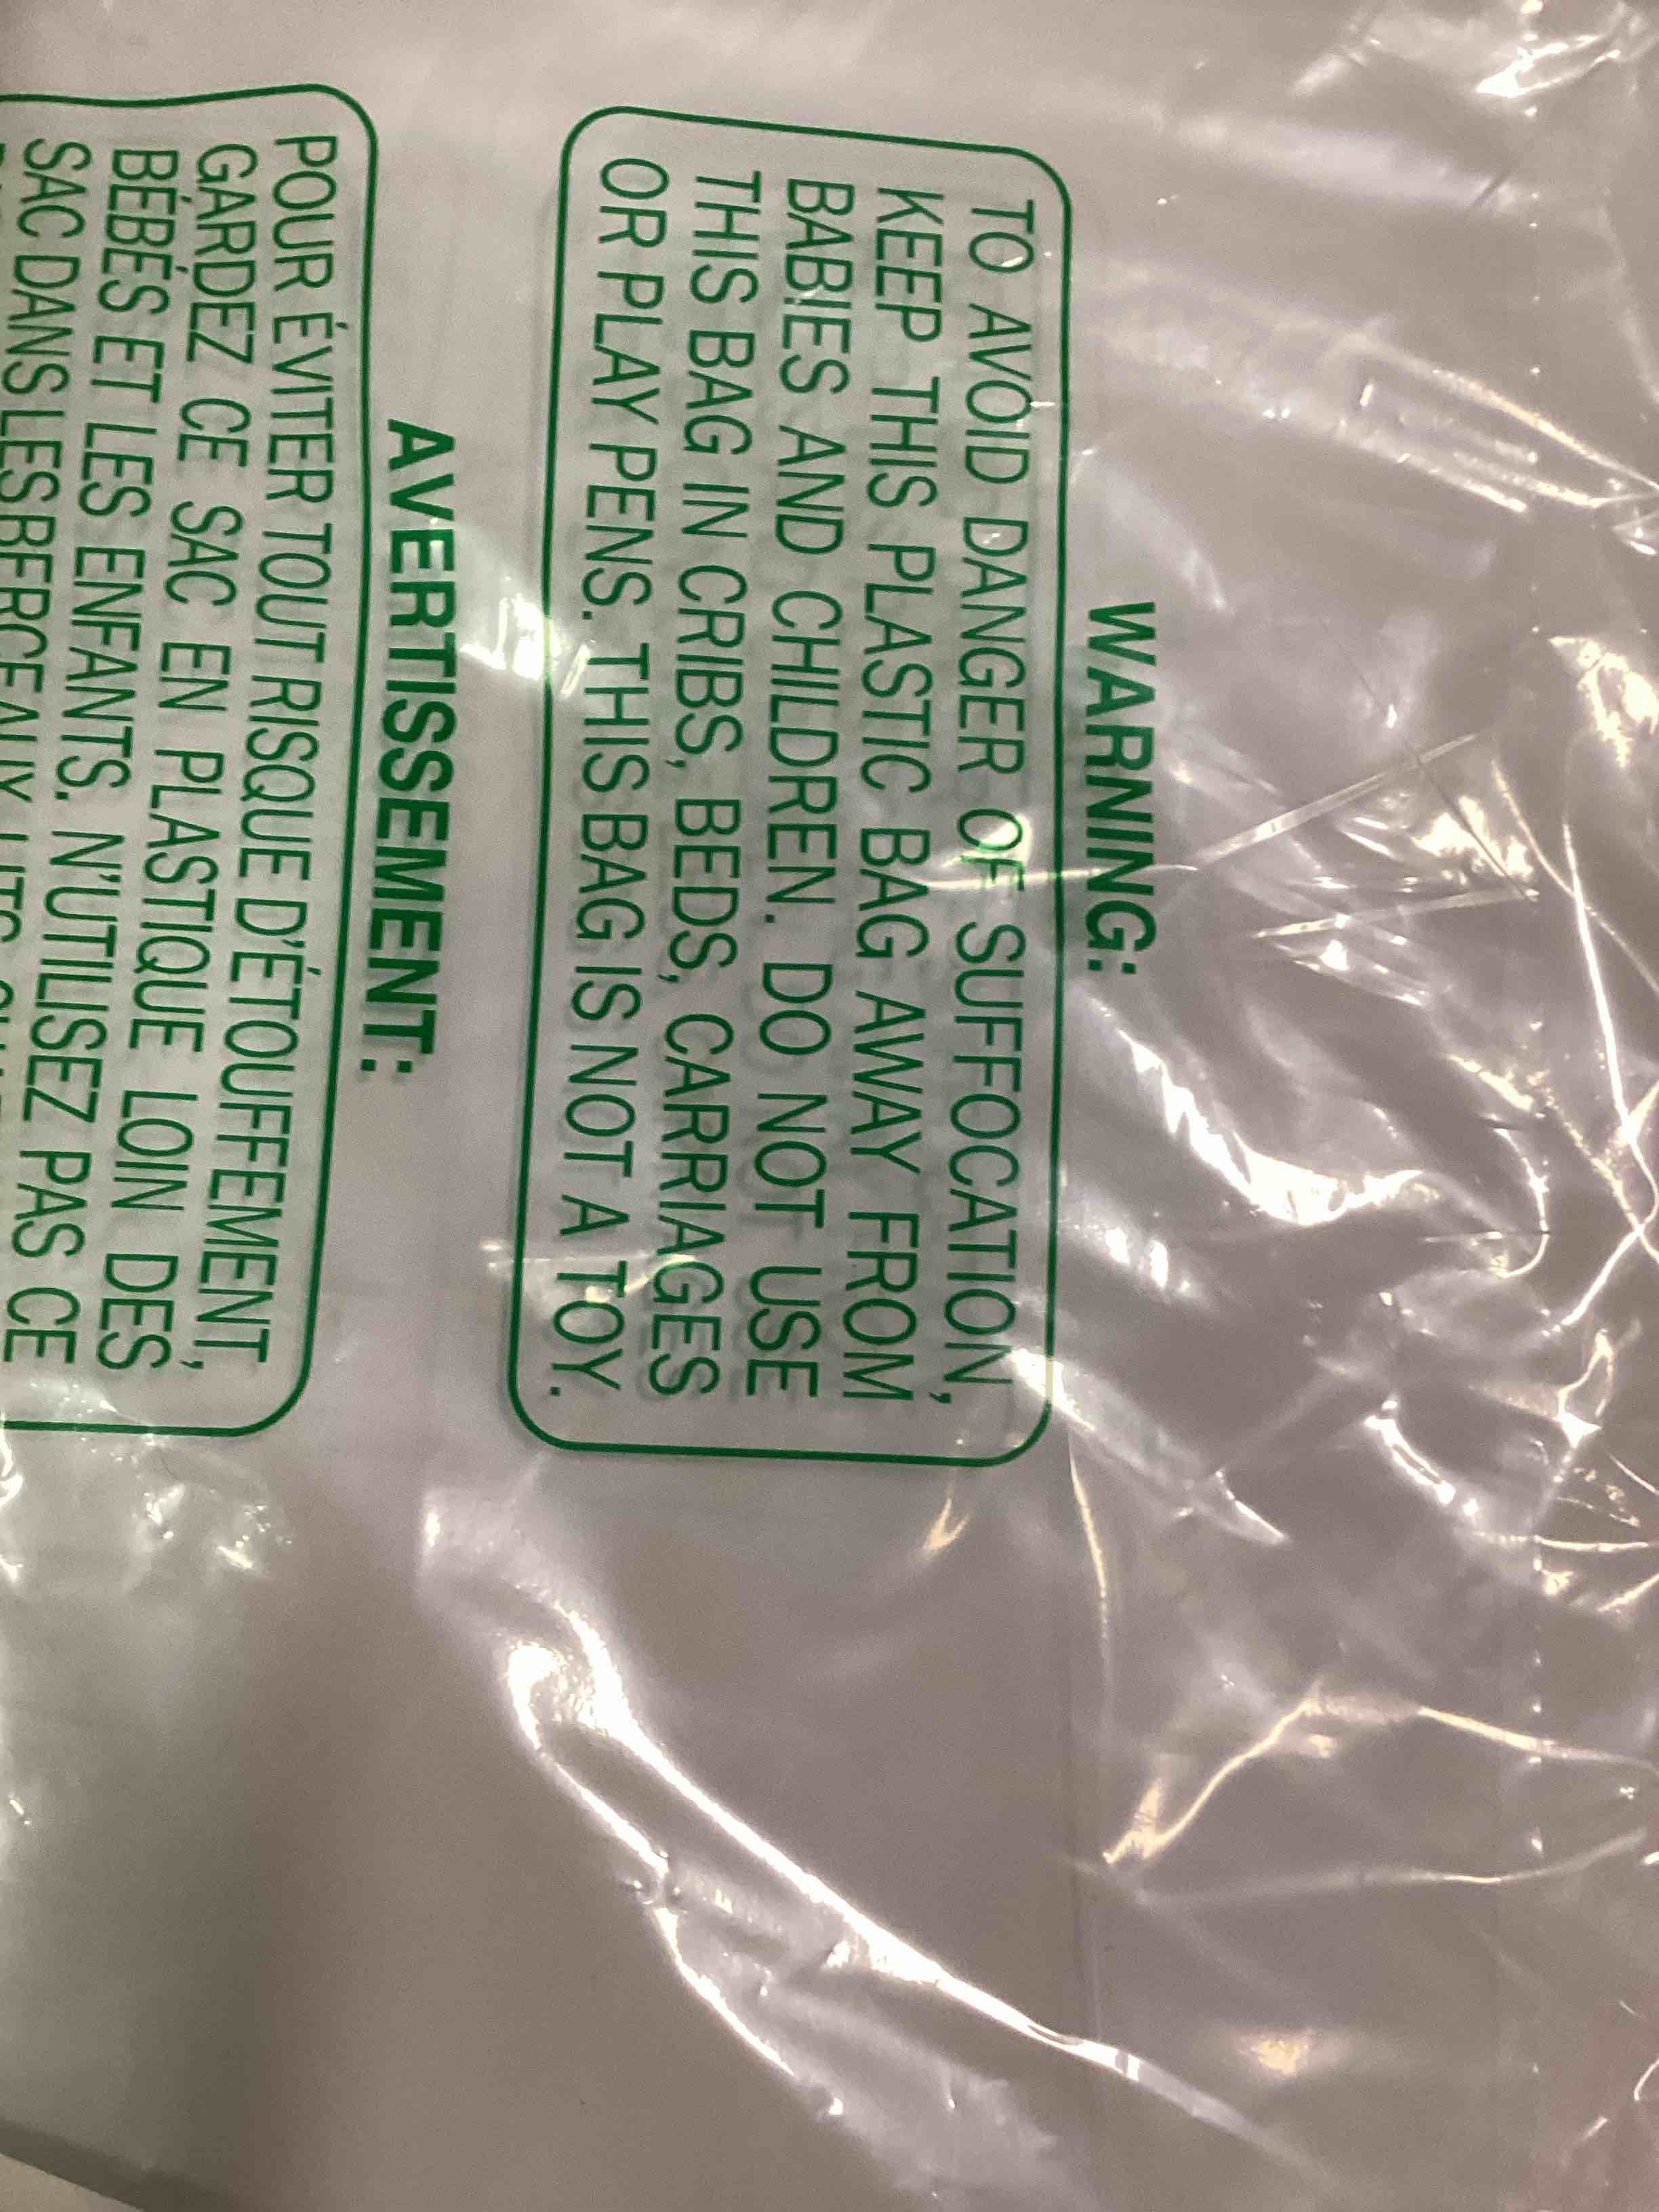 WARNING:
TO AVOID DANGER OF SUFFOCATION,
KEEP THIS PLASTIC BAG AWAY FROM
BABIES AND CHILDREN. DO NOT USE
THIS BAG IN CRIBS, BEDS, CARRIAGES
OR PLAY PENS. THIS BAG IS NOT A TOY.
AVERTISSEMENT:
POUR ÉVITER TOUT RISQUE D'ÉTOUFFEMENT,
GARDEZ CE SAC EN PLASTIQUE LOIN DES
BÉBÉS ET LES ENFANTS. N'UTILISEZ PAS CE
SAC DANS LES BERCEAUX